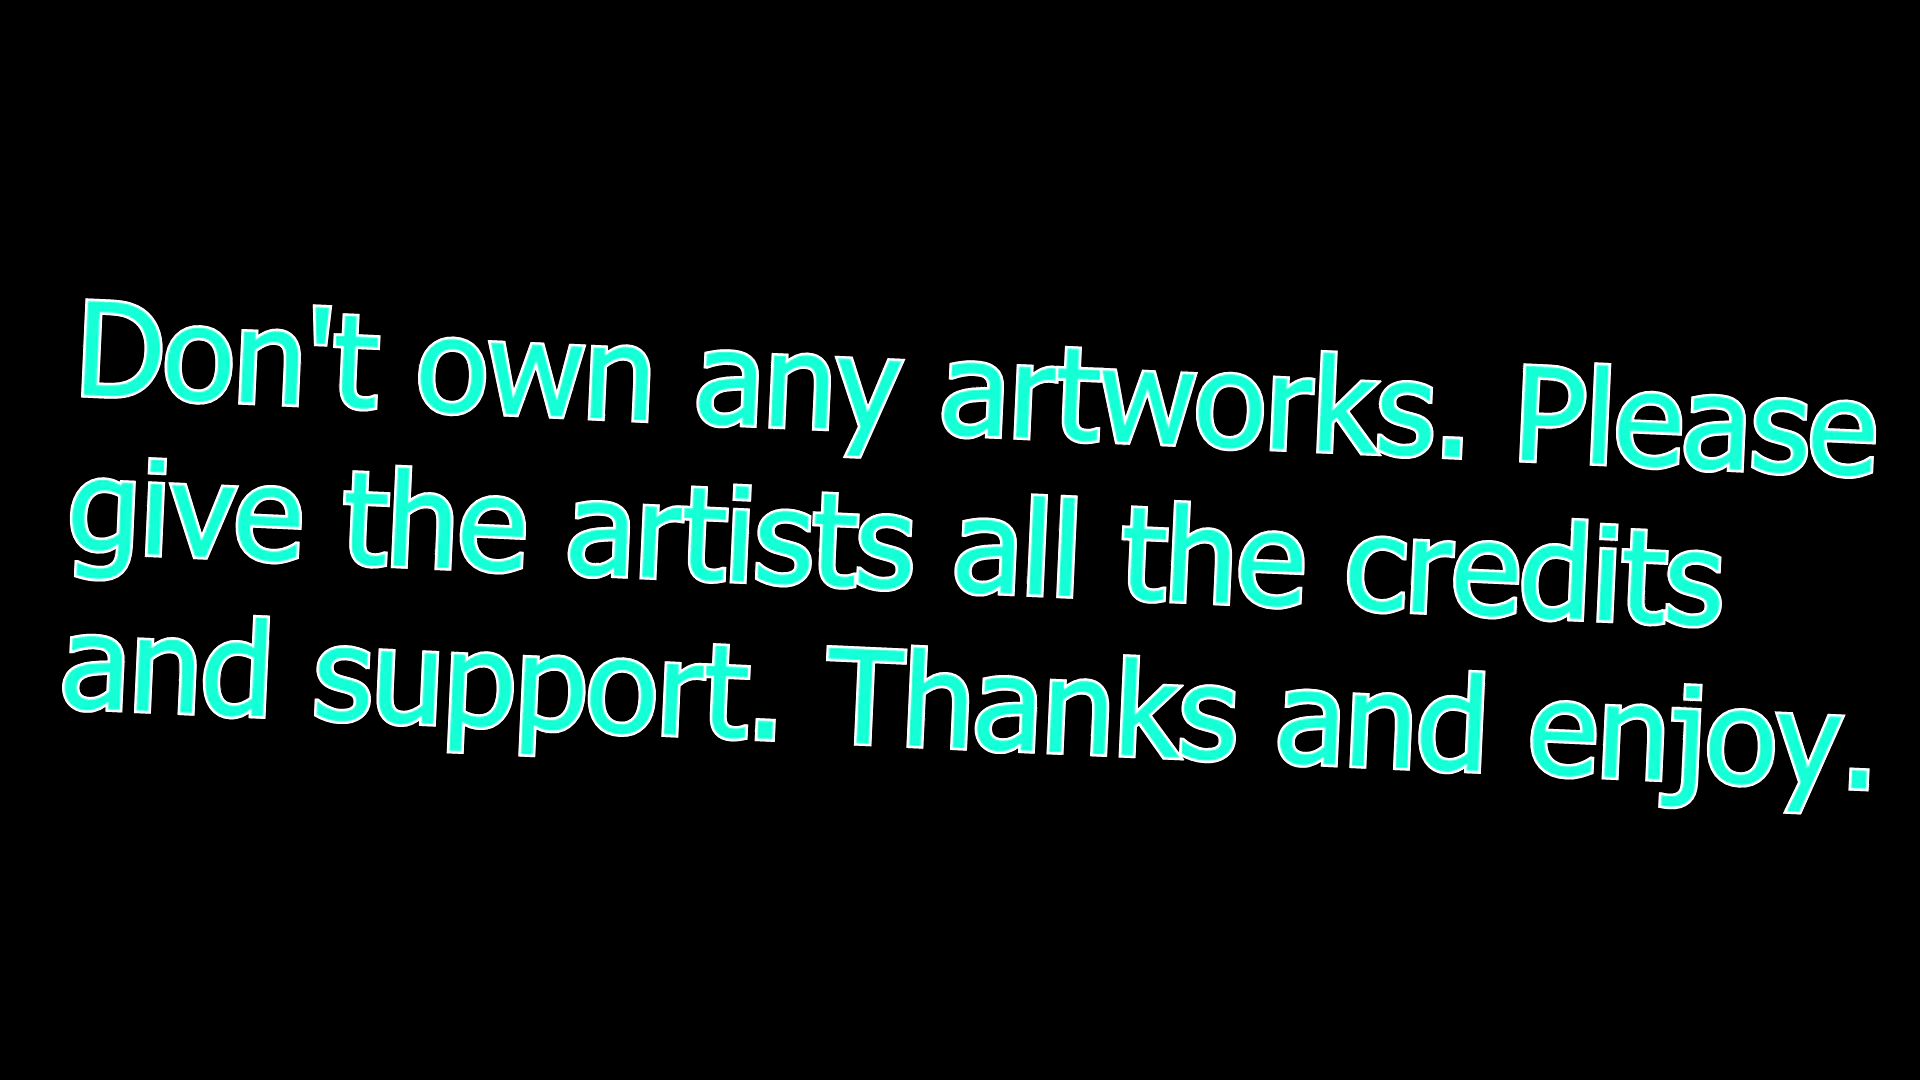 Don't own any artworks. Please
give the artists all the credits
and support. Thanks and enjoy.